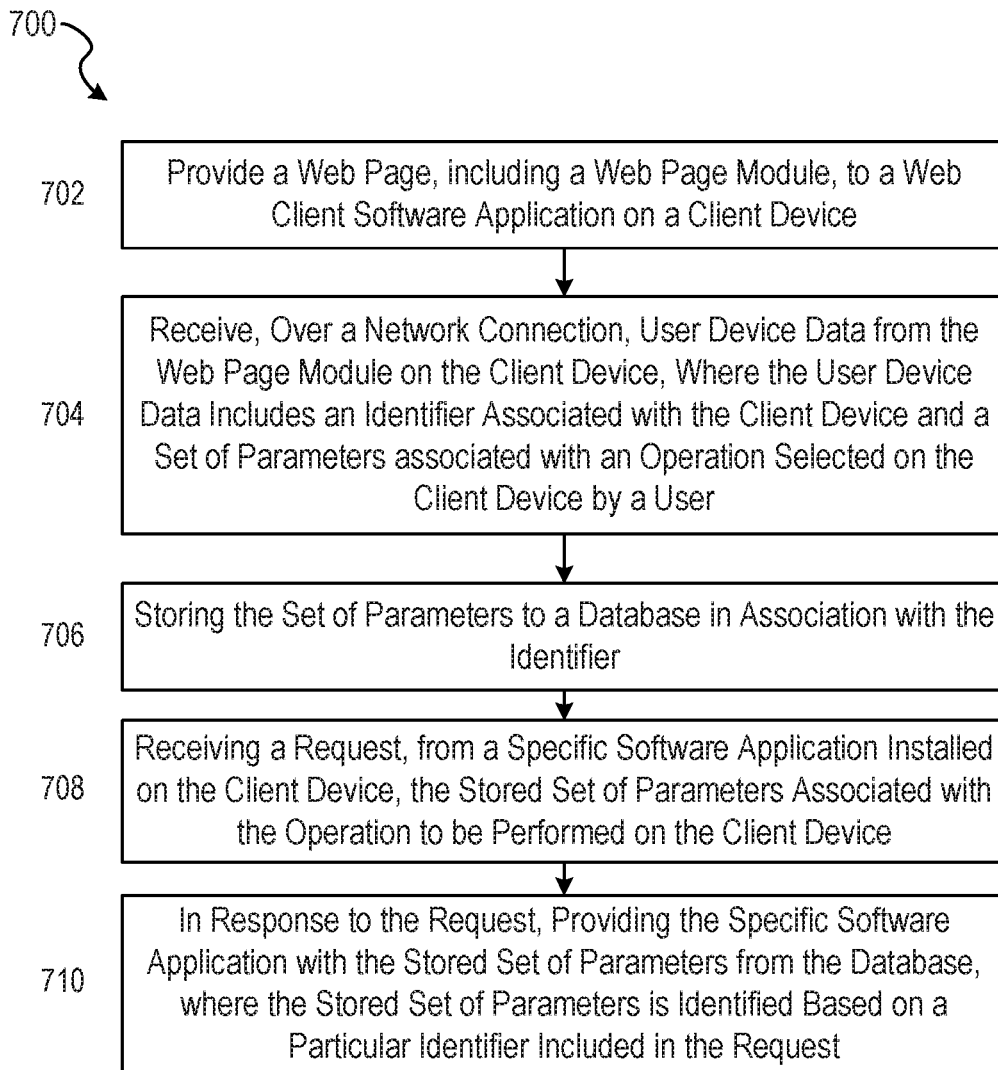 700
702
Provide a Web Page, including a Web Page Module, to a Web
Client Software Application on a Client Device
704
Receive, Over a Network Connection, User Device Data from the
Web Page Module on the Client Device, Where the User Device
Data Includes an Identifier Associated with the Client Device and a
Set of Parameters associated with an Operation Selected on the
Client Device by a User
706
Storing the Set of Parameters to a Database in Association with the
Identifier
708
Receiving a Request, from a Specific Software Application Installed
on the Client Device, the Stored Set of Parameters Associated with
the Operation to be Performed on the Client Device
710
In Response to the Request, Providing the Specific Software
Application with the Stored Set of Parameters from the Database,
where the Stored Set of Parameters is Identified Based on a
Particular Identifier Included in the Request